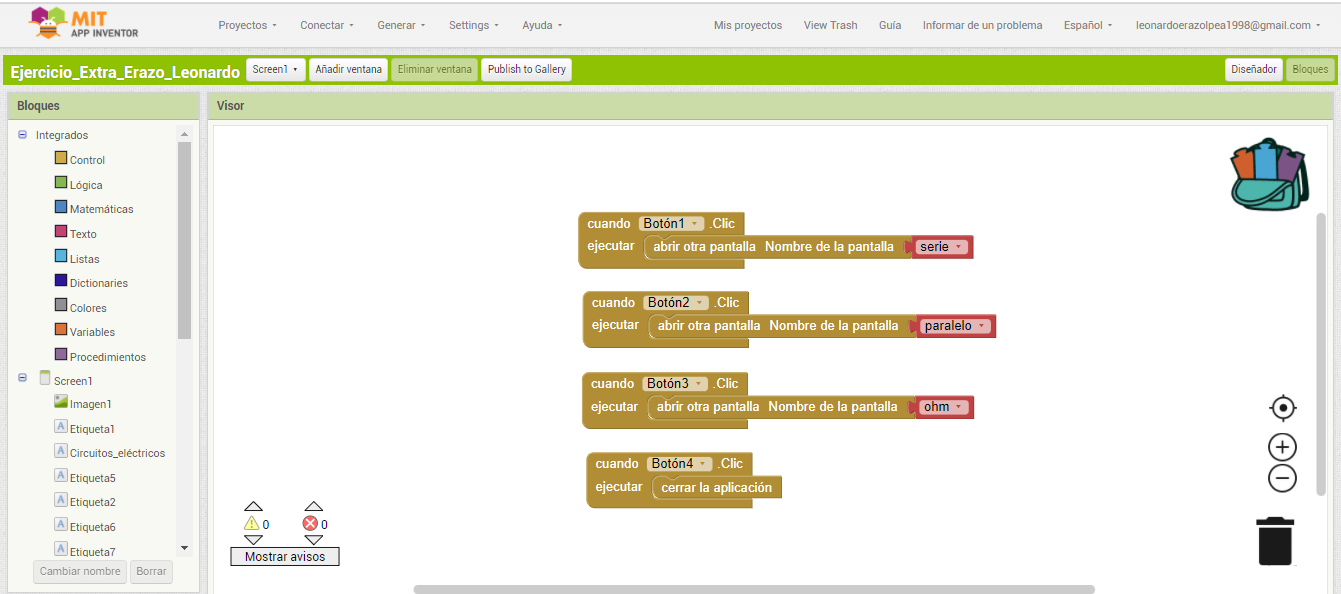 MIT
APP INVENTOR
Proyectos Conectar Generar Settings Ayuda Mis proyectos View Trash Guía Informar de un problema Español leonardoerazolpea1998@gmail.com
Ejercicio_Extra_Erazo_Leonardo Screen1 Añadir ventana Eliminar ventana Publish to Gallery Diseñador Bloques
Bloques
Visor
Integrados
Control
Lógica
Matemáticas
Texto
Listas
Dictionaries
Colores
Variables
Procedimientos
Screen1
Imagen1
Etiqueta1
Circuitos_eléctricos
Etiqueta5
Etiqueta2
Etiqueta6
Etiqueta7
Cambiar nombre Borrar
cuando Botón1 .Clic
ejecutar abrir otra pantalla Nombre de la pantalla serie
cuando Botón2 .Clic
ejecutar abrir otra pantalla Nombre de la pantalla paralelo
cuando Botón3 .Clic
ejecutar abrir otra pantalla Nombre de la pantalla ohm
cuando Botón4 .Clic
ejecutar cerrar la aplicación
0 0
Mostrar avisos